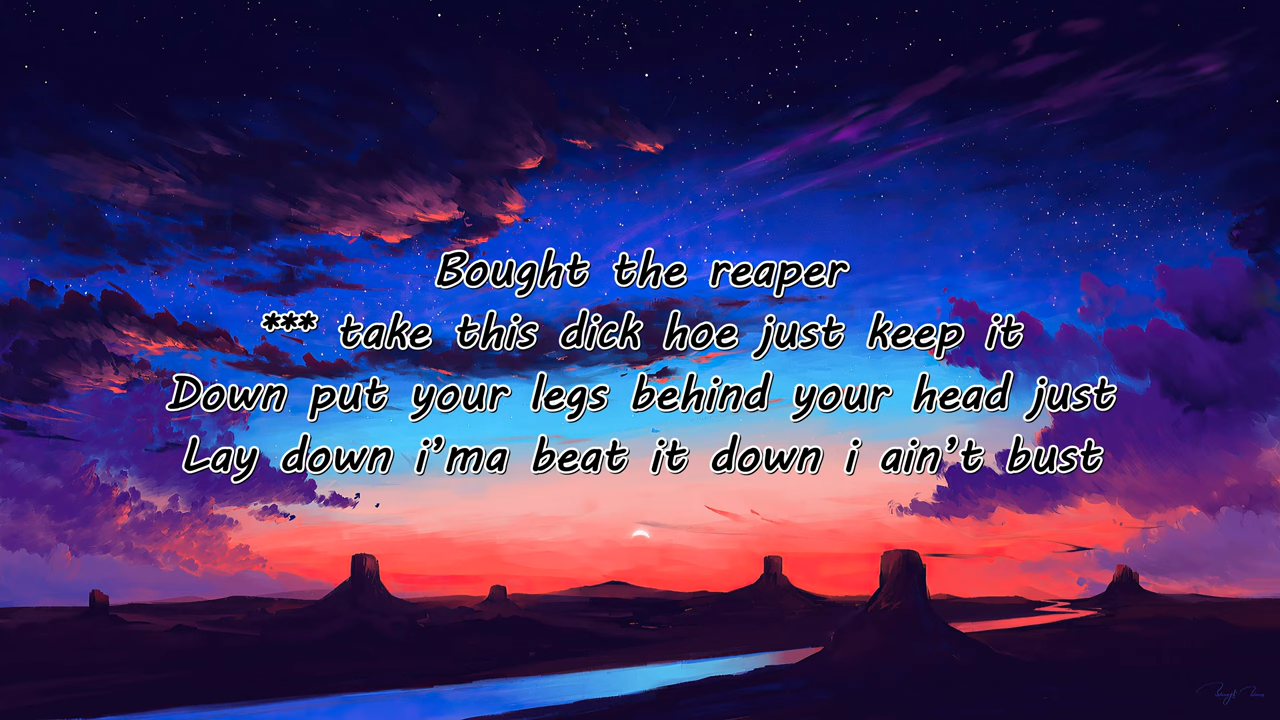 Bought the reaper
*** take this dick hoe just keep it
Down put your legs behind your head just
Lay down i’ma beat it down i ain’t bust